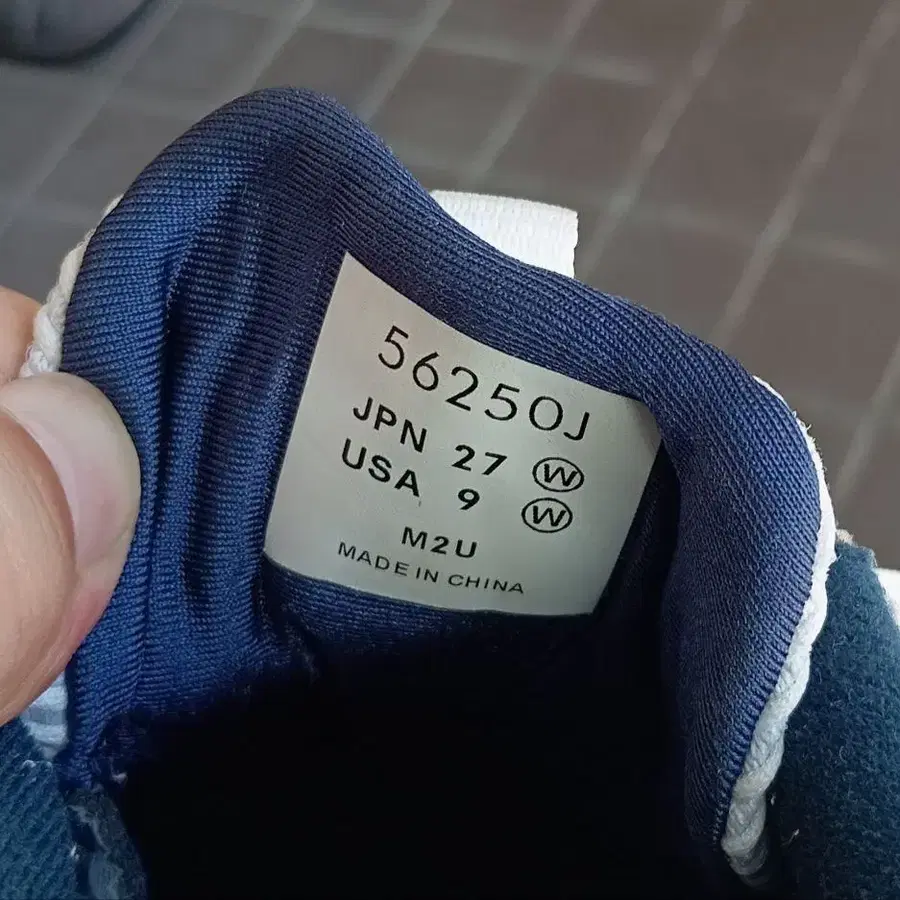 56250J
JPN 27 Ⓦ
USA 9 Ⓦ
M2U
MADE IN CHINA